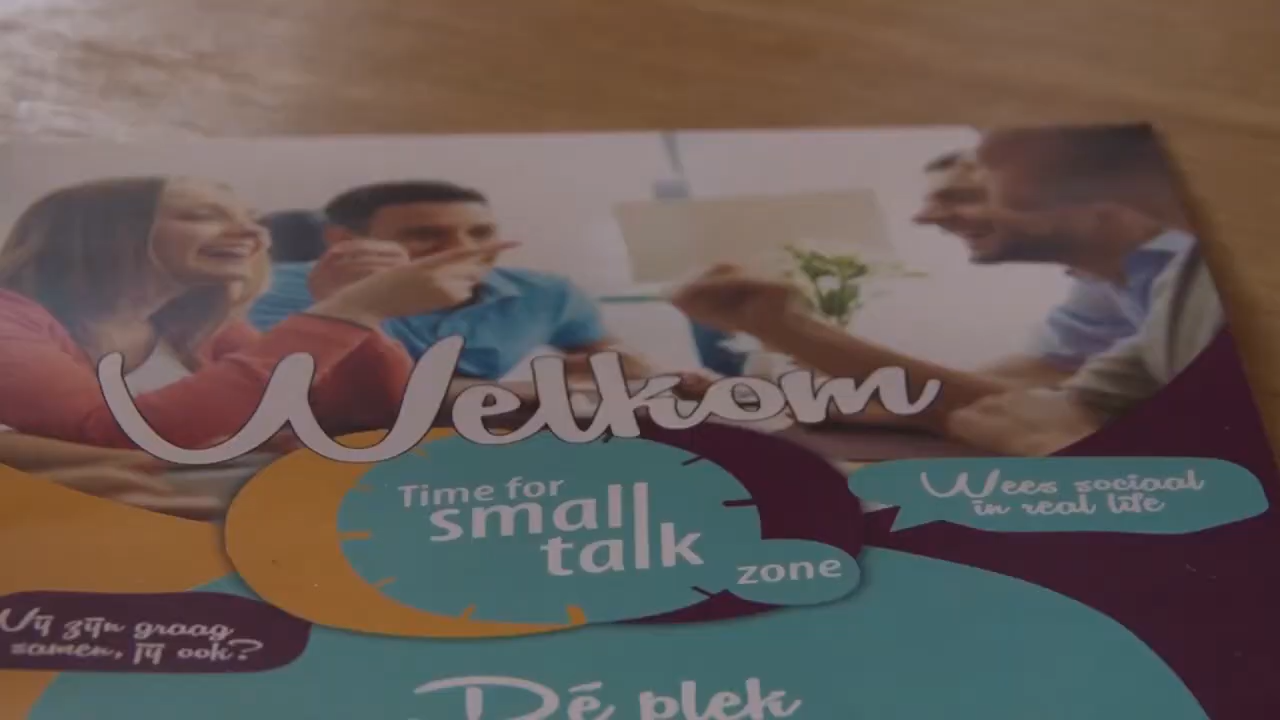 Welkom
Time for
small
talk
zone
Wees sociaal
in real life
Wij zijn graag
samen, jij ook?
Dé plek